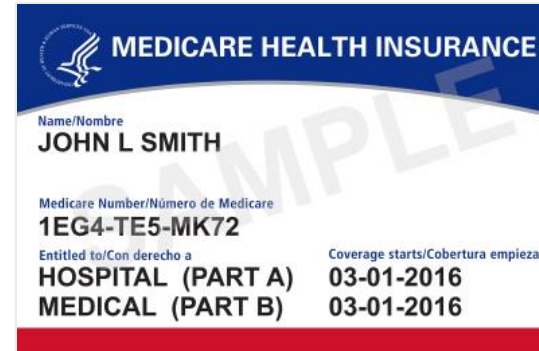 MEDICARE HEALTH INSURANCE
Name/Nombre
JOHN L SMITH
Medicare Number/Número de Medicare
1EG4-TE5-MK72
Entitled to/Con derecho a Coverage starts/Cobertura empieza
HOSPITAL (PART A) 03-01-2016
MEDICAL (PART B) 03-01-2016
SAMPLE